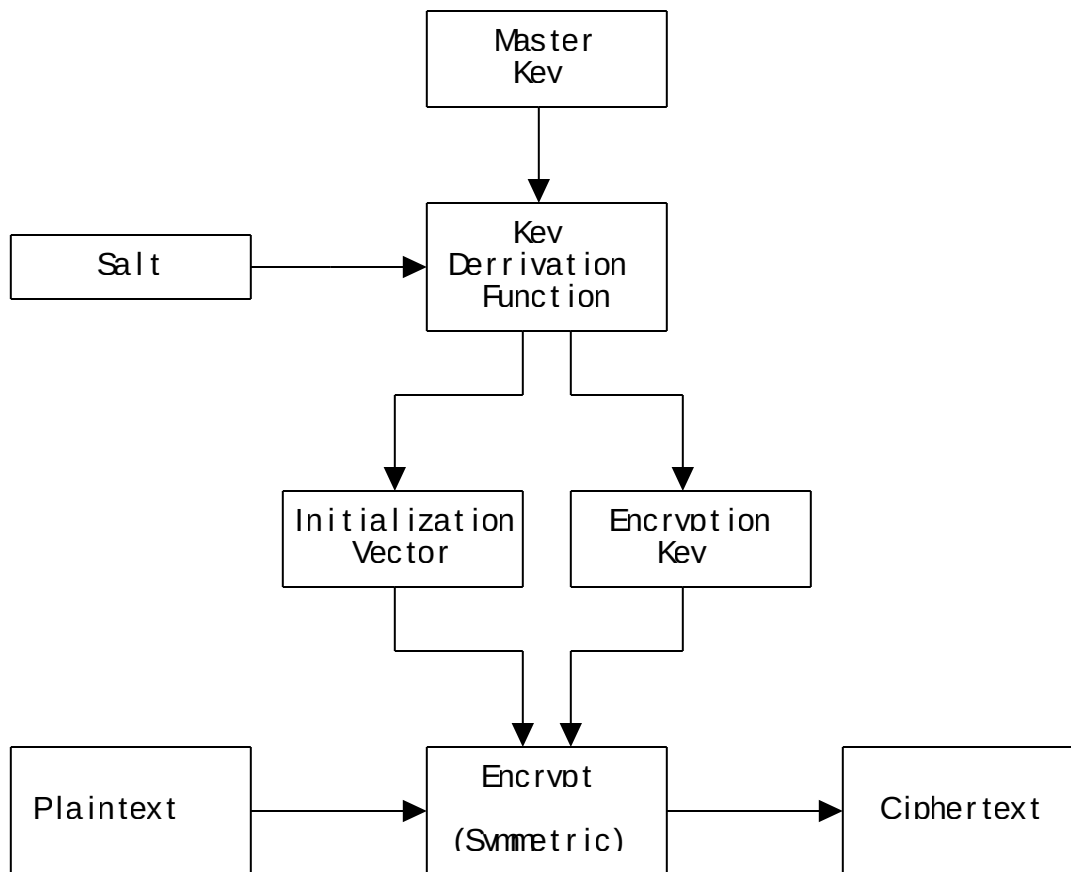 Master
Key
Salt
Key
Derrivation
Function
Initialization
Vector
Encryption
Key
Plaintext
Encrypt
(Symmetric)
Ciphertext